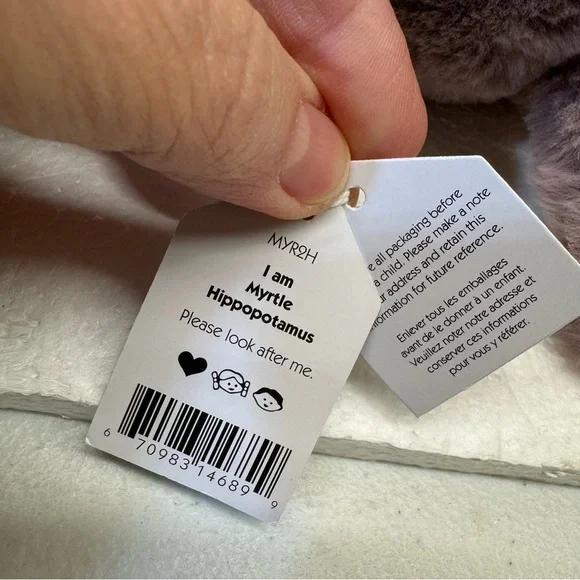 MYR2H
I am
Myrtle
Hippopotamus
Please look after me.
6 70983 14689 9
e all packaging before
a child. Please make a note
ur address and retain this
nformation for future reference.
Enlever tous les emballages
avant de le donner à un enfant.
Veuillez noter notre adresse et
conserver ces informations
pour vous y référer.